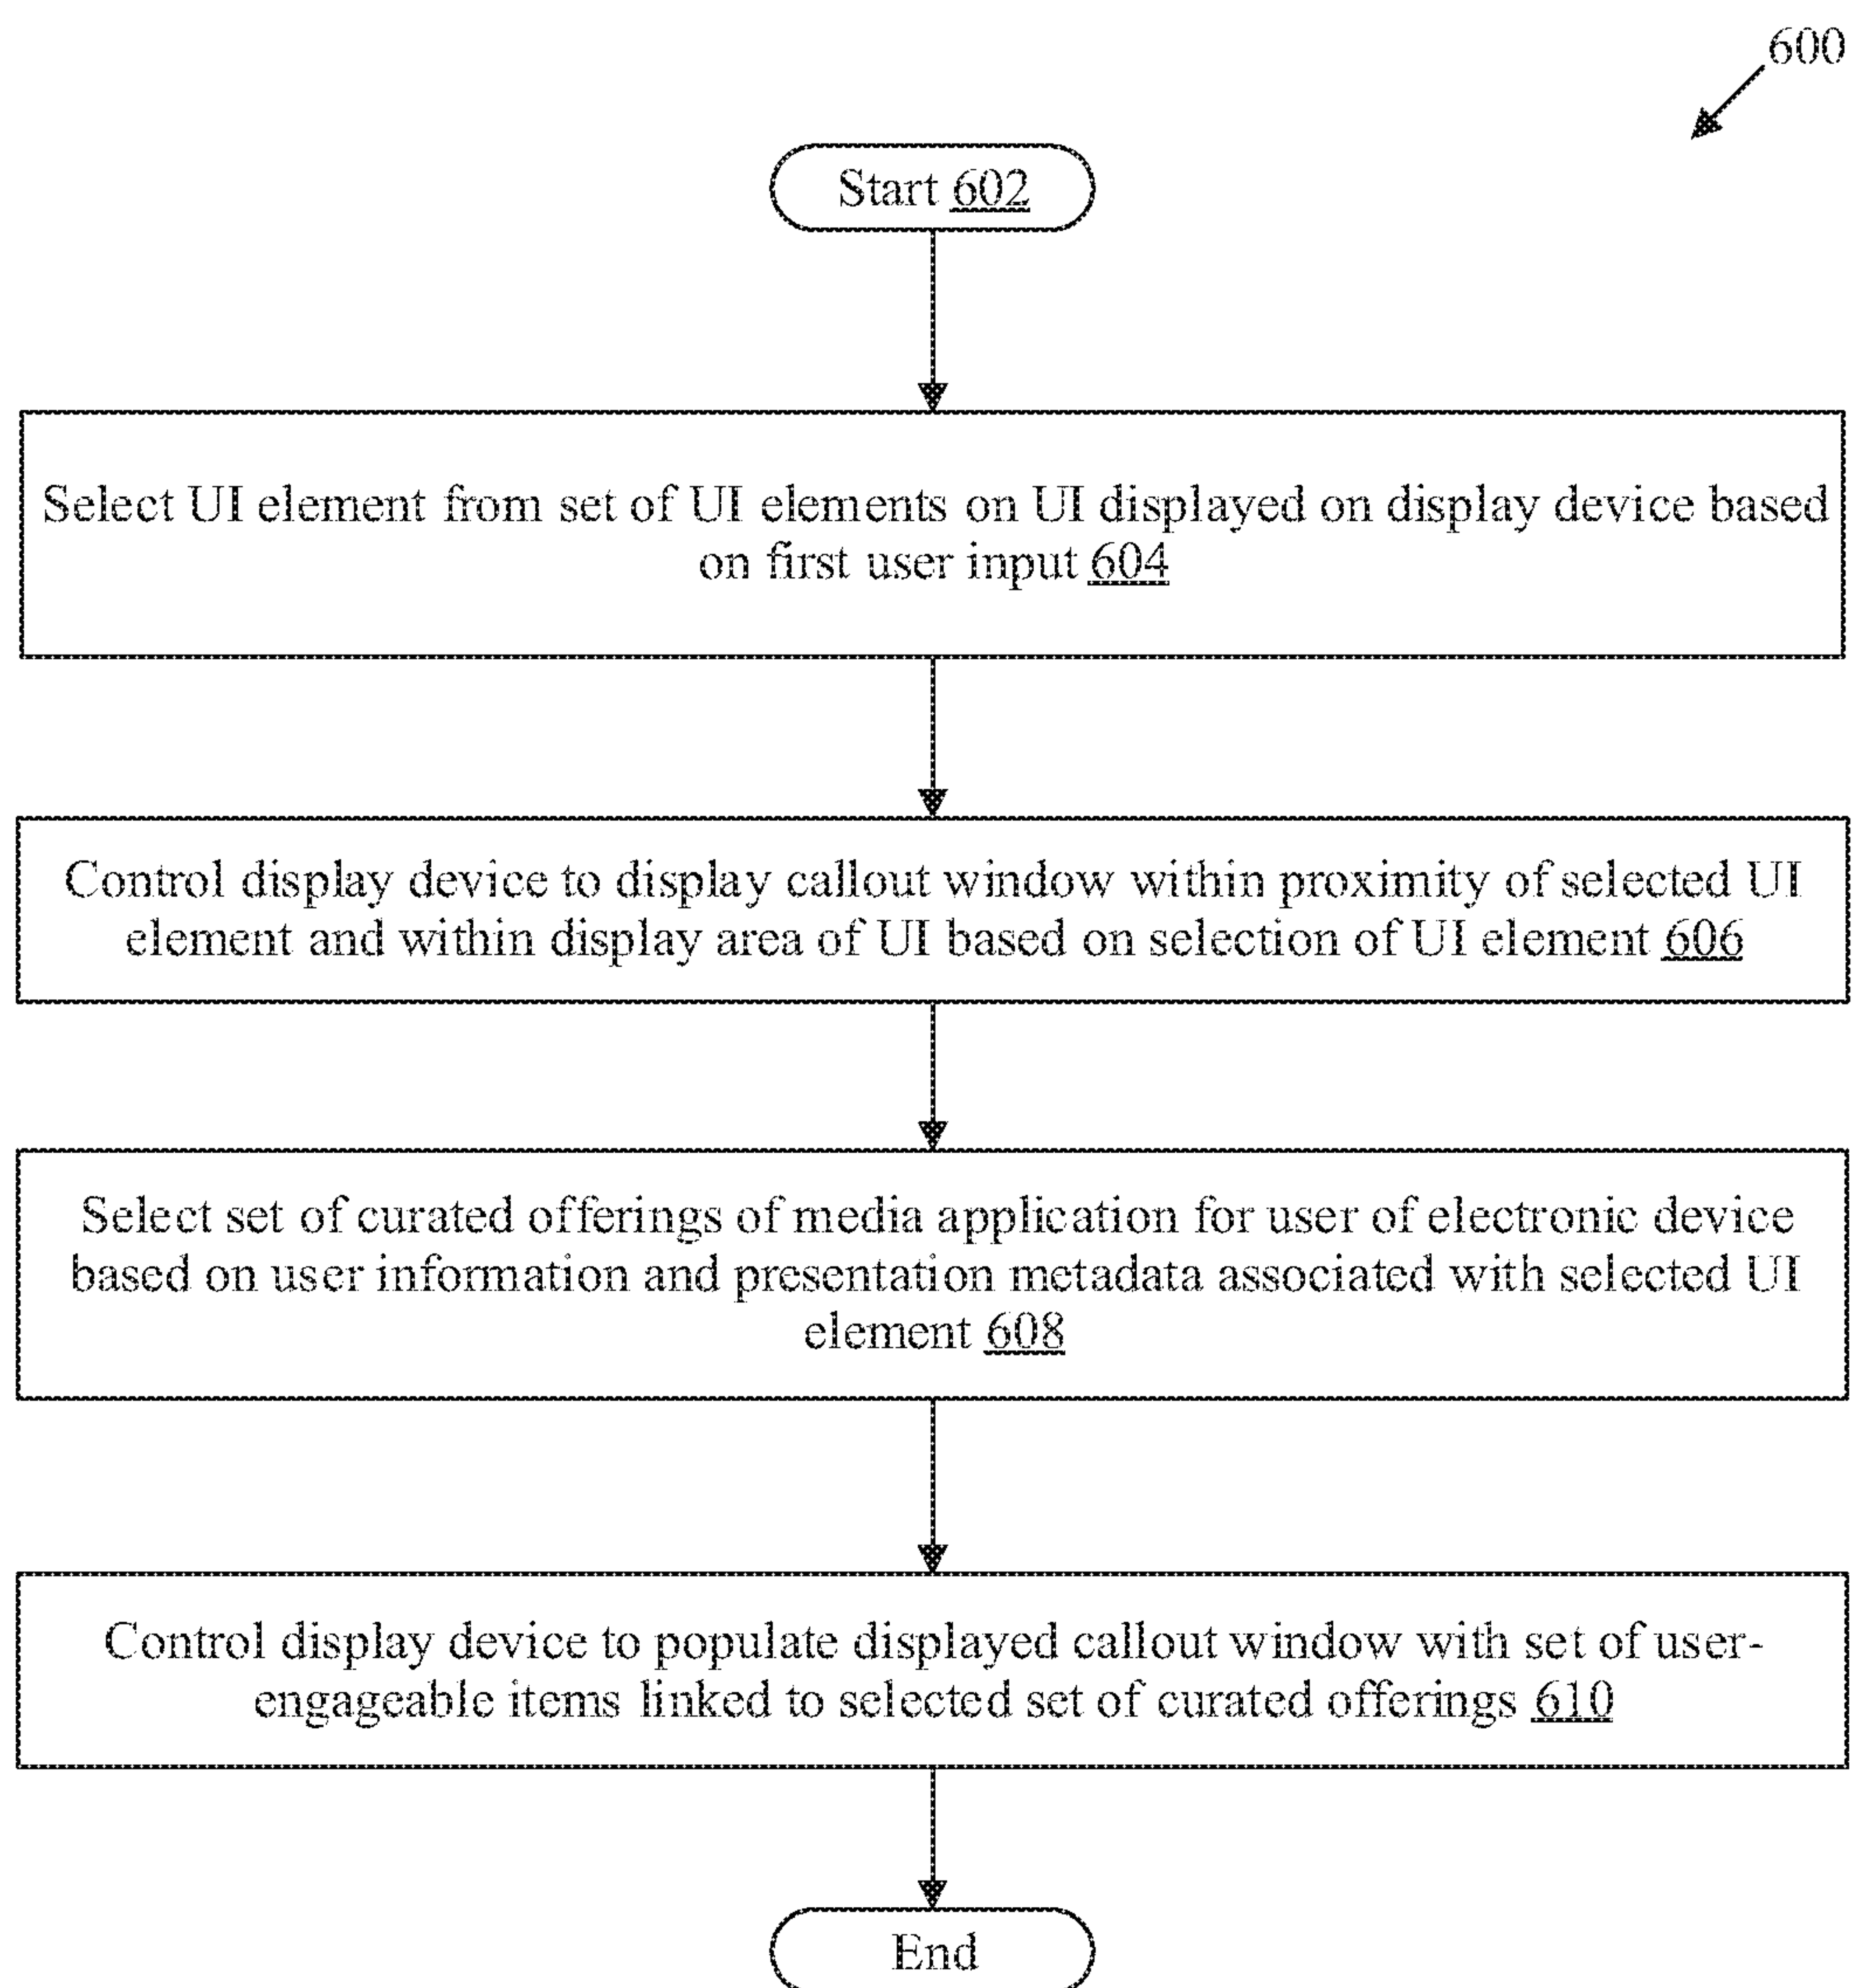 600
Start 602
Select UI element from set of UI elements on UI displayed on display device based
on first user input 604
Control display device to display callout window within proximity of selected UI
element and within display area of UI based on selection of UI element 606
Select set of curated offerings of media application for user of electronic device
based on user information and presentation metadata associated with selected UI
element 608
Control display device to populate displayed callout window with set of user-
engageable items linked to selected set of curated offerings 610
End